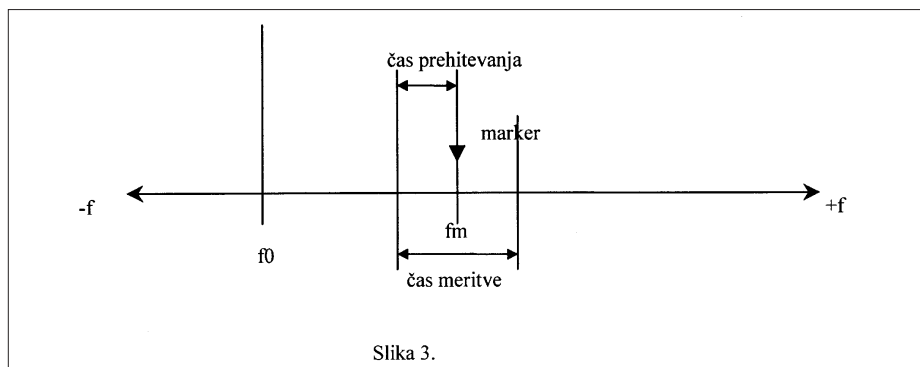 čas prehitevanja
marker
-f
+f
f0
fm
čas meritve
Slika 3.